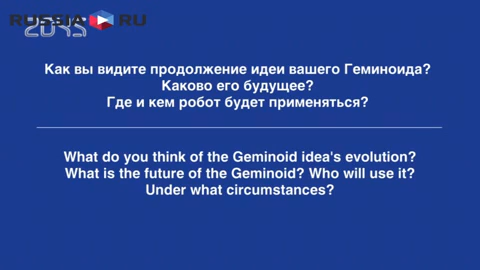 RUSSIA RU
2045
Как вы видите продолжение идеи вашего Геминоида?
Каково его будущее?
Где и кем робот будет применяться?
What do you think of the Geminoid idea's evolution?
What is the future of the Geminoid? Who will use it?
Under what circumstances?